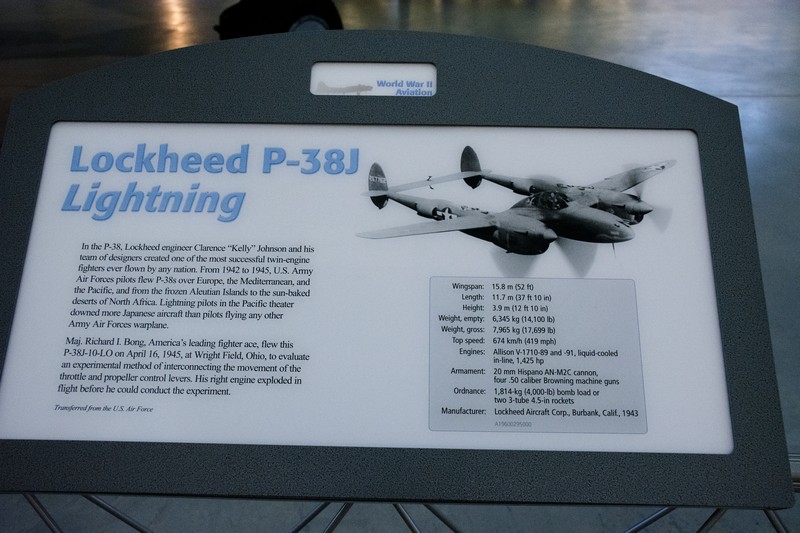 World War II
Aviation
Lockheed P-38J
Lightning
In the P-38, Lockheed engineer Clarence “Kelly” Johnson and his
team of designers created one of the most successful twin-engine
fighters ever flown by any nation. From 1942 to 1945, U.S. Army
Air Forces pilots flew P-38s over Europe, the Mediterranean, and
the Pacific, and from the frozen Aleutian Islands to the sun-baked
deserts of North Africa. Lightning pilots in the Pacific theater
downed more Japanese aircraft than pilots flying any other
Army Air Forces warplane.
Maj. Richard I. Bong, America's leading fighter ace, flew this
P-38J-10-LO on April 16, 1945, at Wright Field, Ohio, to evaluate
an experimental method of interconnecting the movement of the
throttle and propeller control levers. His right engine exploded in
flight before he could conduct the experiment.
Transferred from the U.S. Air Force
Wingspan: 15.8 m (52 ft)
Length: 11.7 m (37 ft 10 in)
Height: 3.9 m (12 ft 10 in)
Weight, empty: 6,345 kg (14,100 lb)
Weight, gross: 7,965 kg (17,699 lb)
Top speed: 674 km/h (419 mph)
Engines: Allison V-1710-89 and -91, liquid-cooled
in-line, 1,425 hp
Armament: 20 mm Hispano AN-M2C cannon,
four .50 caliber Browning machine guns
Ordnance: 1,814-kg (4,000-lb) bomb load or
two 3-tube 4.5-in rockets
Manufacturer: Lockheed Aircraft Corp., Burbank, Calif., 1943
A19600295000